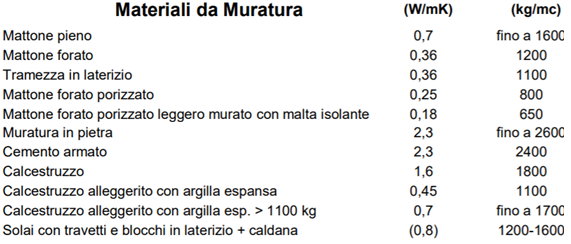 Materiali da Muratura (W/mK) (kg/mc)
Mattone pieno 0,7 fino a 1600
Mattone forato 0,36 1200
Tramezza in laterizio 0,36 1100
Mattone forato porizzato 0,25 800
Mattone forato porizzato leggero murato con malta isolante 0,18 650
Muratura in pietra 2,3 fino a 2600
Cemento armato 2,3 2400
Calcestruzzo 1,6 1800
Calcestruzzo alleggerito con argilla espansa 0,45 1100
Calcestruzzo alleggerito con argilla esp. > 1100 kg 0,7 fino a 1700
Solai con travetti e blocchi in laterizio + caldana (0,8) 1200-1600